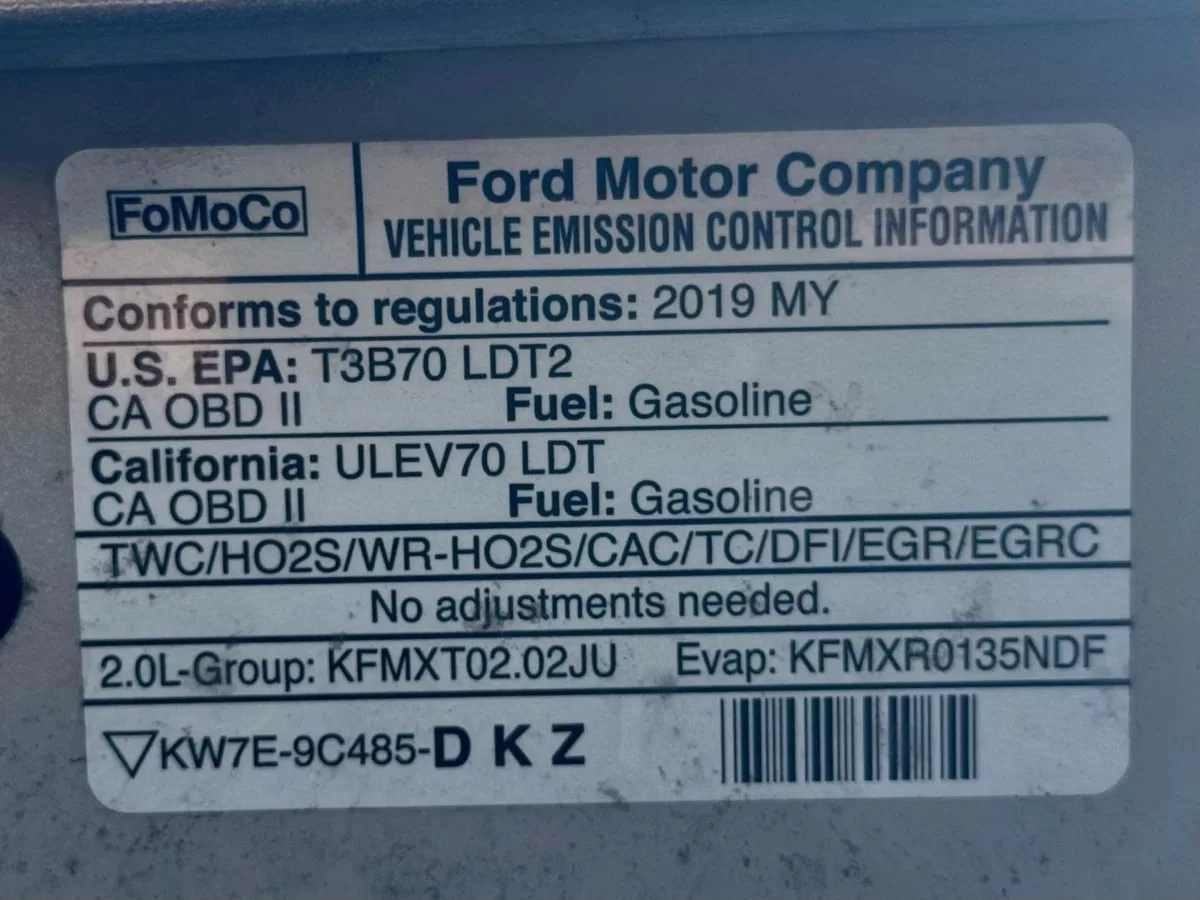 FoMoCo
Ford Motor Company
VEHICLE EMISSION CONTROL INFORMATION
Conforms to regulations: 2019 MY
U.S. EPA: T3B70 LDT2
CA OBD II Fuel: Gasoline
California: ULEV70 LDT
CA OBD II Fuel: Gasoline
TWC/HO2S/WR-HO2S/CAC/TC/DFI/EGR/EGRC
No adjustments needed.
2.0L-Group: KFMXT02.02JU Evap: KFMXR0135NDF
KW7E-9C485-D K Z